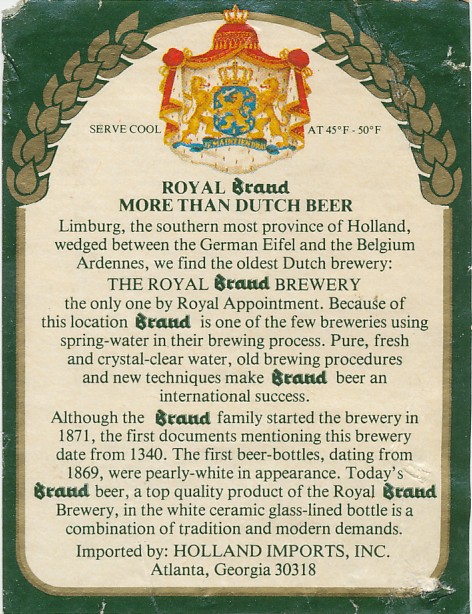 SERVE COOL AT 45°F - 50°F
JE MAINTIENDRAI
ROYAL Brand
MORE THAN DUTCH BEER
Limburg, the southern most province of Holland,
wedged between the German Eifel and the Belgium
Ardennes, we find the oldest Dutch brewery:
THE ROYAL Brand BREWERY
the only one by Royal Appointment. Because of
this location Brand is one of the few breweries using
spring-water in their brewing process. Pure, fresh
and crystal-clear water, old brewing procedures
and new techniques make Brand beer an
international success.
Although the Brand family started the brewery in
1871, the first documents mentioning this brewery
date from 1340. The first beer-bottles, dating from
1869, were pearly-white in appearance. Today's
Brand beer, a top quality product of the Royal Brand
Brewery, in the white ceramic glass-lined bottle is a
combination of tradition and modern demands.
Imported by: HOLLAND IMPORTS, INC.
Atlanta, Georgia 30318